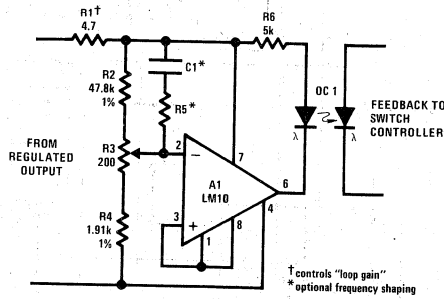 R1†
4.7
R6
5k
C1*
R2
47.8k
1%
R5*
OC 1
λ
λ
FEEDBACK TO
SWITCH
CONTROLLER
FROM
REGULATED
OUTPUT
R3
200
2
−
7
A1
LM10
6
4
3
+
1
8
R4
1.91k
1%
† controls "loop gain"
* optional frequency shaping